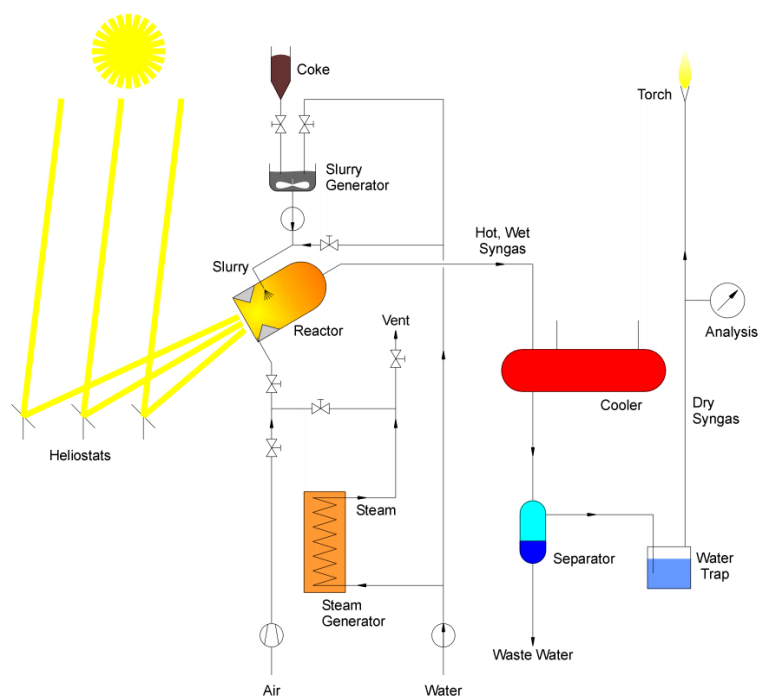 Coke
Torch
Slurry
Generator
Hot, Wet
Syngas
Slurry
Reactor
Vent
Analysis
Cooler
Dry
Syngas
Heliostats
Steam
Separator
Water
Trap
Steam
Generator
Waste Water
Air
Water